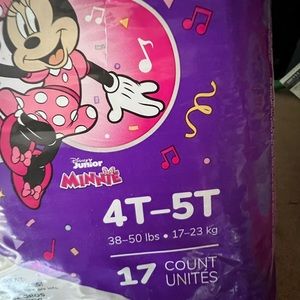 Disney
Junior
MINNIE
4T–5T
38–50 lbs • 17–23 kg
17 COUNT
UNITÉS